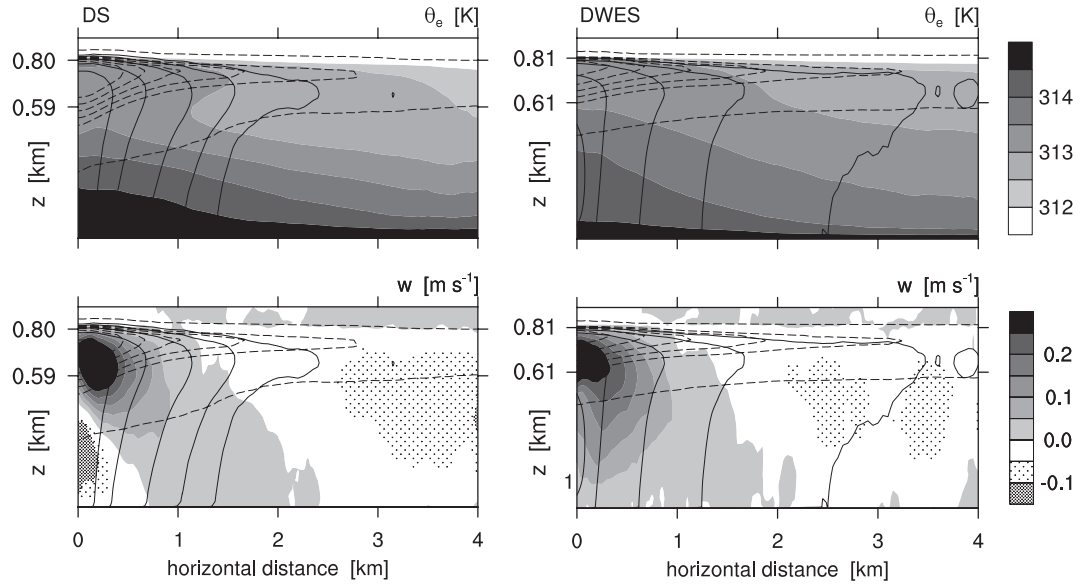 DS θe [K]
DWES θe [K]
0.80
0.59
z [km]
0.81
0.61
z [km]
314
313
312
w [m s-1]
w [m s-1]
0.80
0.59
z [km]
0 1 2 3 4
horizontal distance [km]
0.81
0.61
z [km]
1
0 1 2 3 4
horizontal distance [km]
0.2
0.1
0.0
-0.1